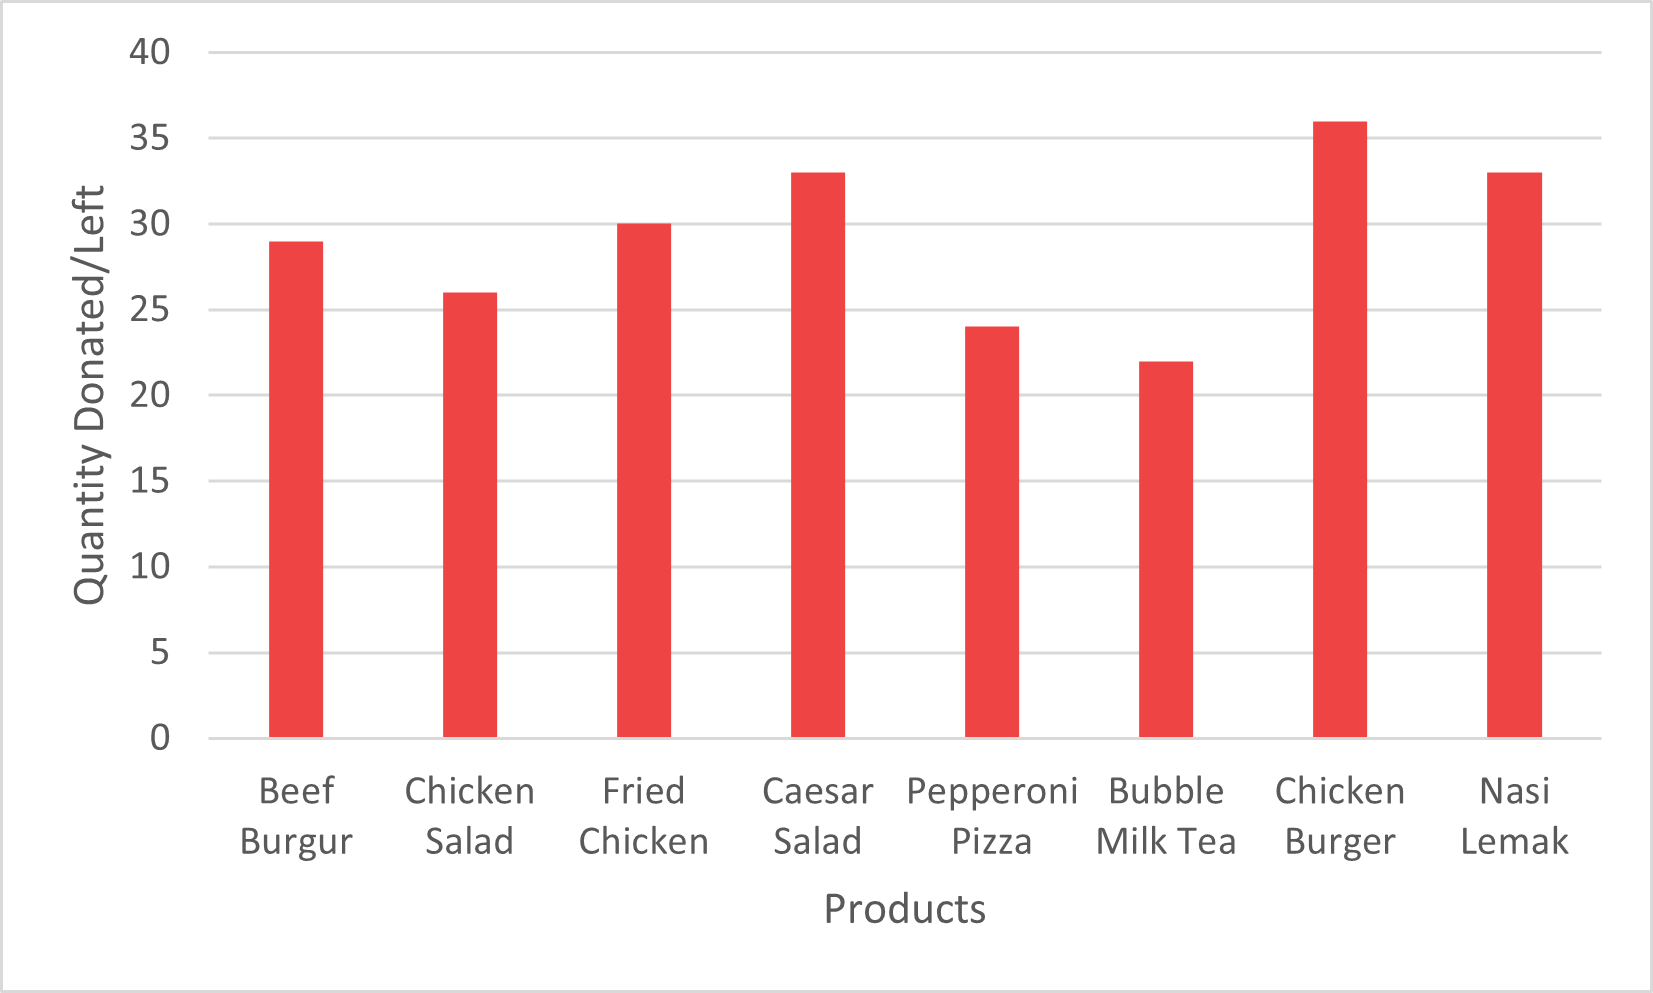 40
35
30
25
20
15
10
5
0
Quantity Donated/Left
Beef
Burgur
Chicken
Salad
Fried
Chicken
Caesar
Salad
Pepperoni
Pizza
Bubble
Milk Tea
Chicken
Burger
Nasi
Lemak
Products